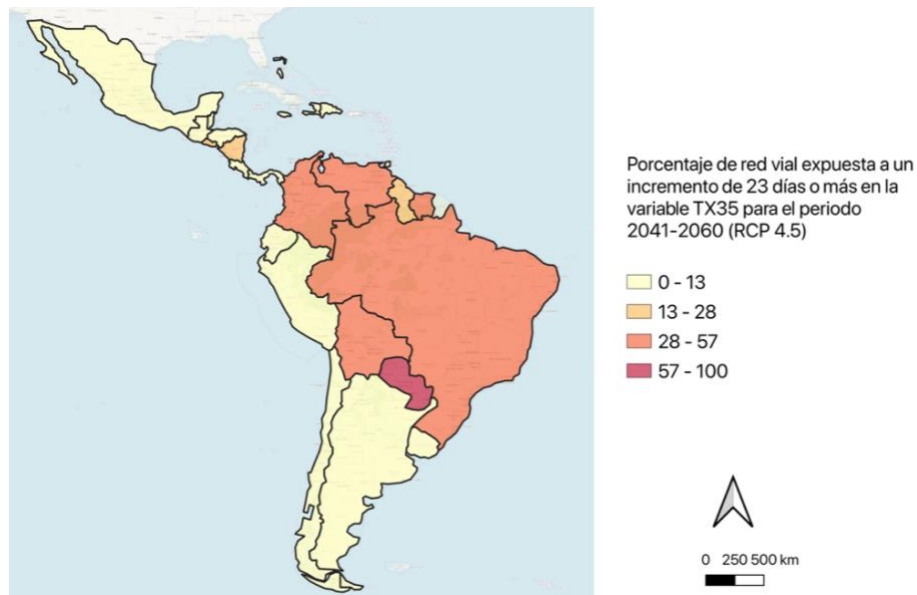 Porcentaje de red vial expuesta a un
incremento de 23 días o más en la
variable TX35 para el periodo
2041-2060 (RCP 4.5)
0 - 13
13 - 28
28 - 57
57 - 100
0 250 500 km